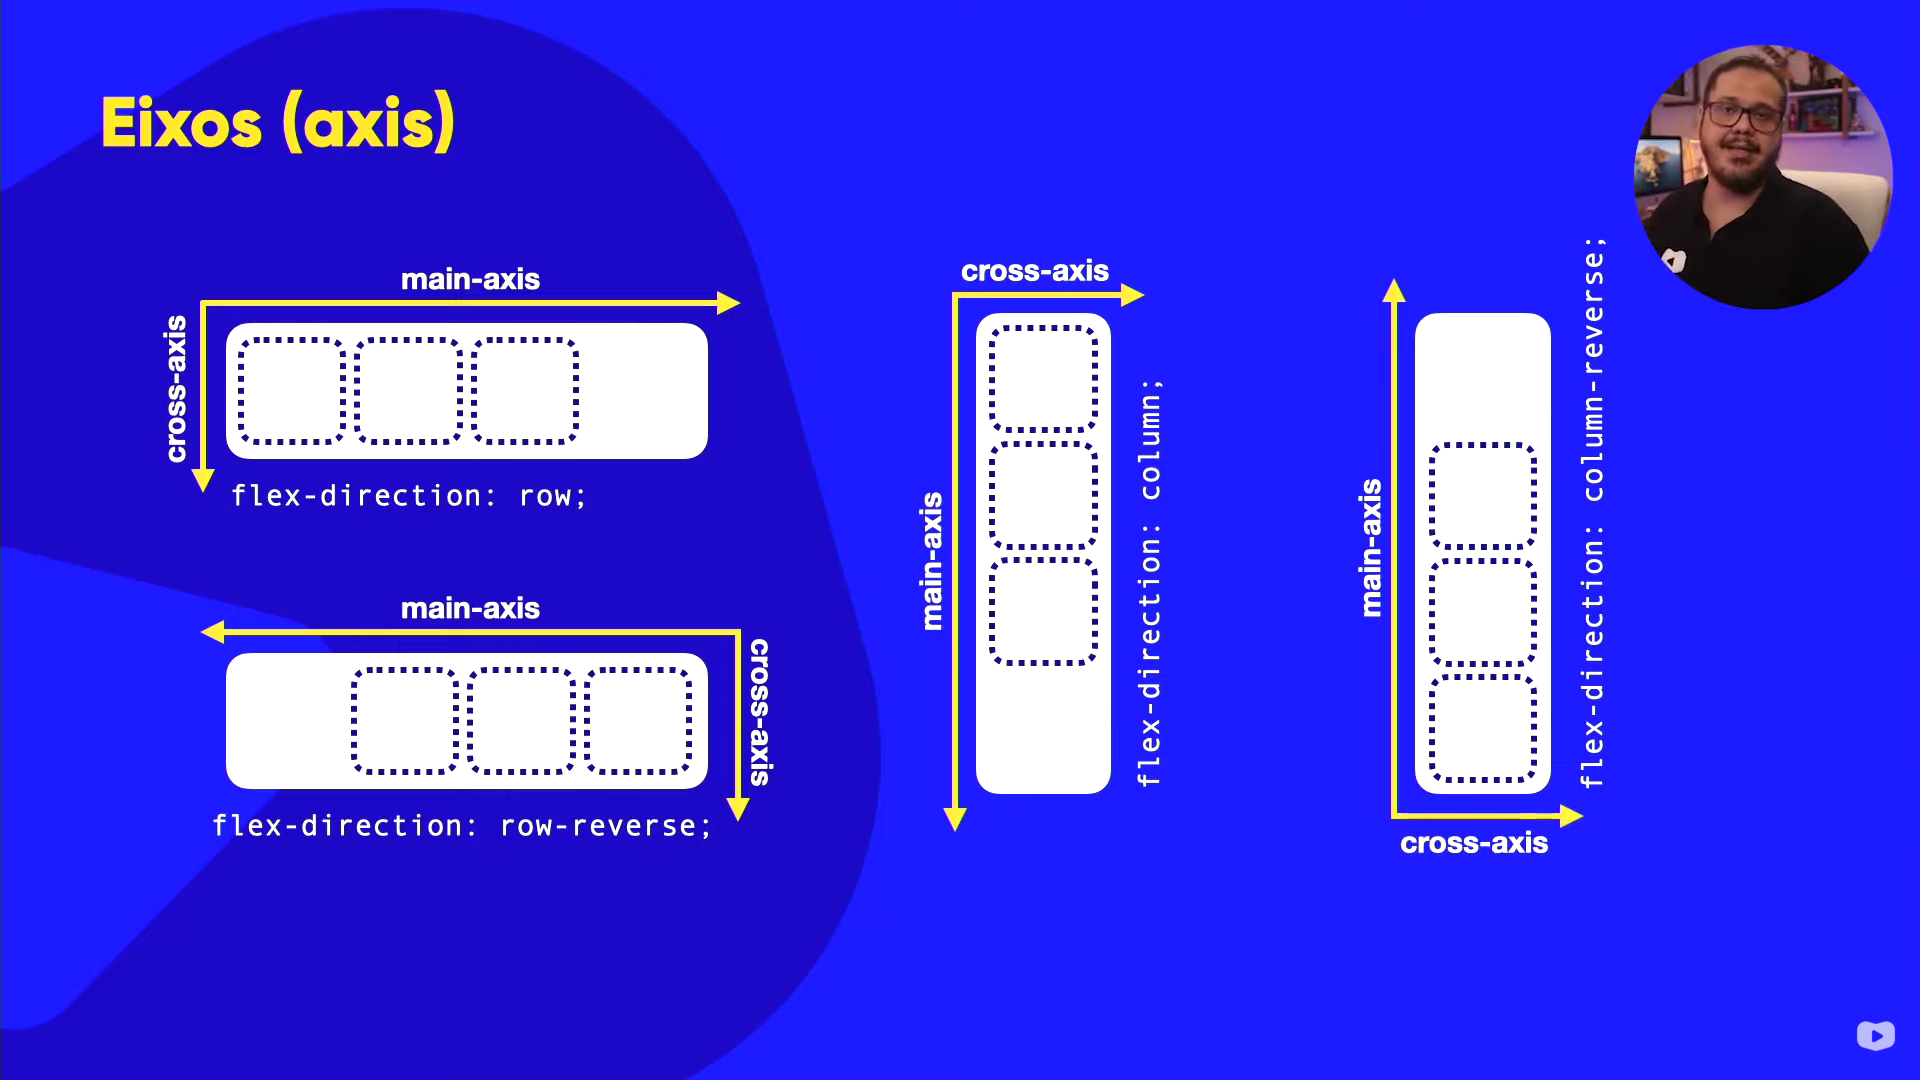 Eixos (axis)
main-axis
cross-axis
flex-direction: row;
main-axis
cross-axis
flex-direction: row-reverse;
cross-axis
main-axis
flex-direction: column;
main-axis
cross-axis
flex-direction: column-reverse;